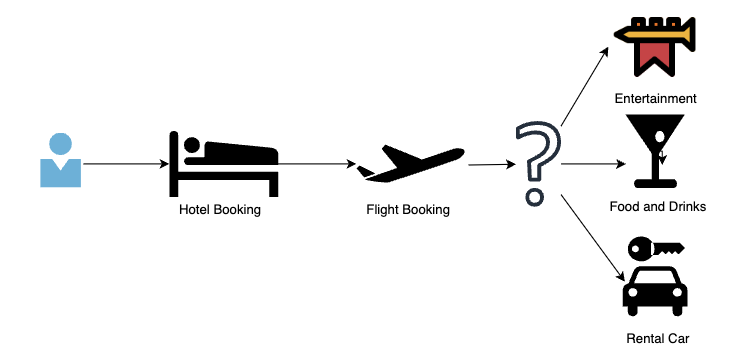 Entertainment
Hotel Booking
Flight Booking
?
Food and Drinks
Rental Car